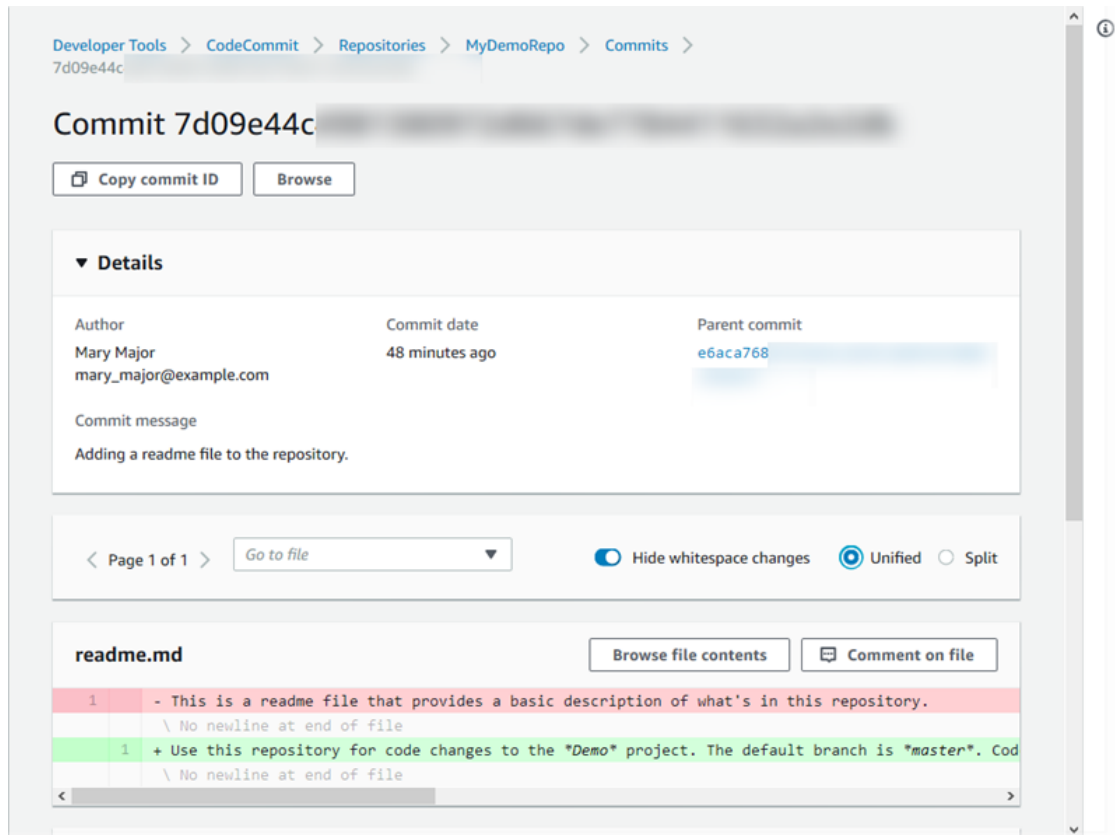 Developer Tools > CodeCommit > Repositories > MyDemoRepo > Commits >
7d09e44c
Commit 7d09e44c
Copy commit ID Browse
▼ Details
Author Commit date Parent commit
Mary Major 48 minutes ago e6aca768
mary_major@example.com
Commit message
Adding a readme file to the repository.
< Page 1 of 1 > Go to file ▼ Hide whitespace changes Unified Split
readme.md Browse file contents Comment on file
1 - This is a readme file that provides a basic description of what's in this repository.
\ No newline at end of file
1 + Use this repository for code changes to the *Demo* project. The default branch is *master*. Cod
\ No newline at end of file